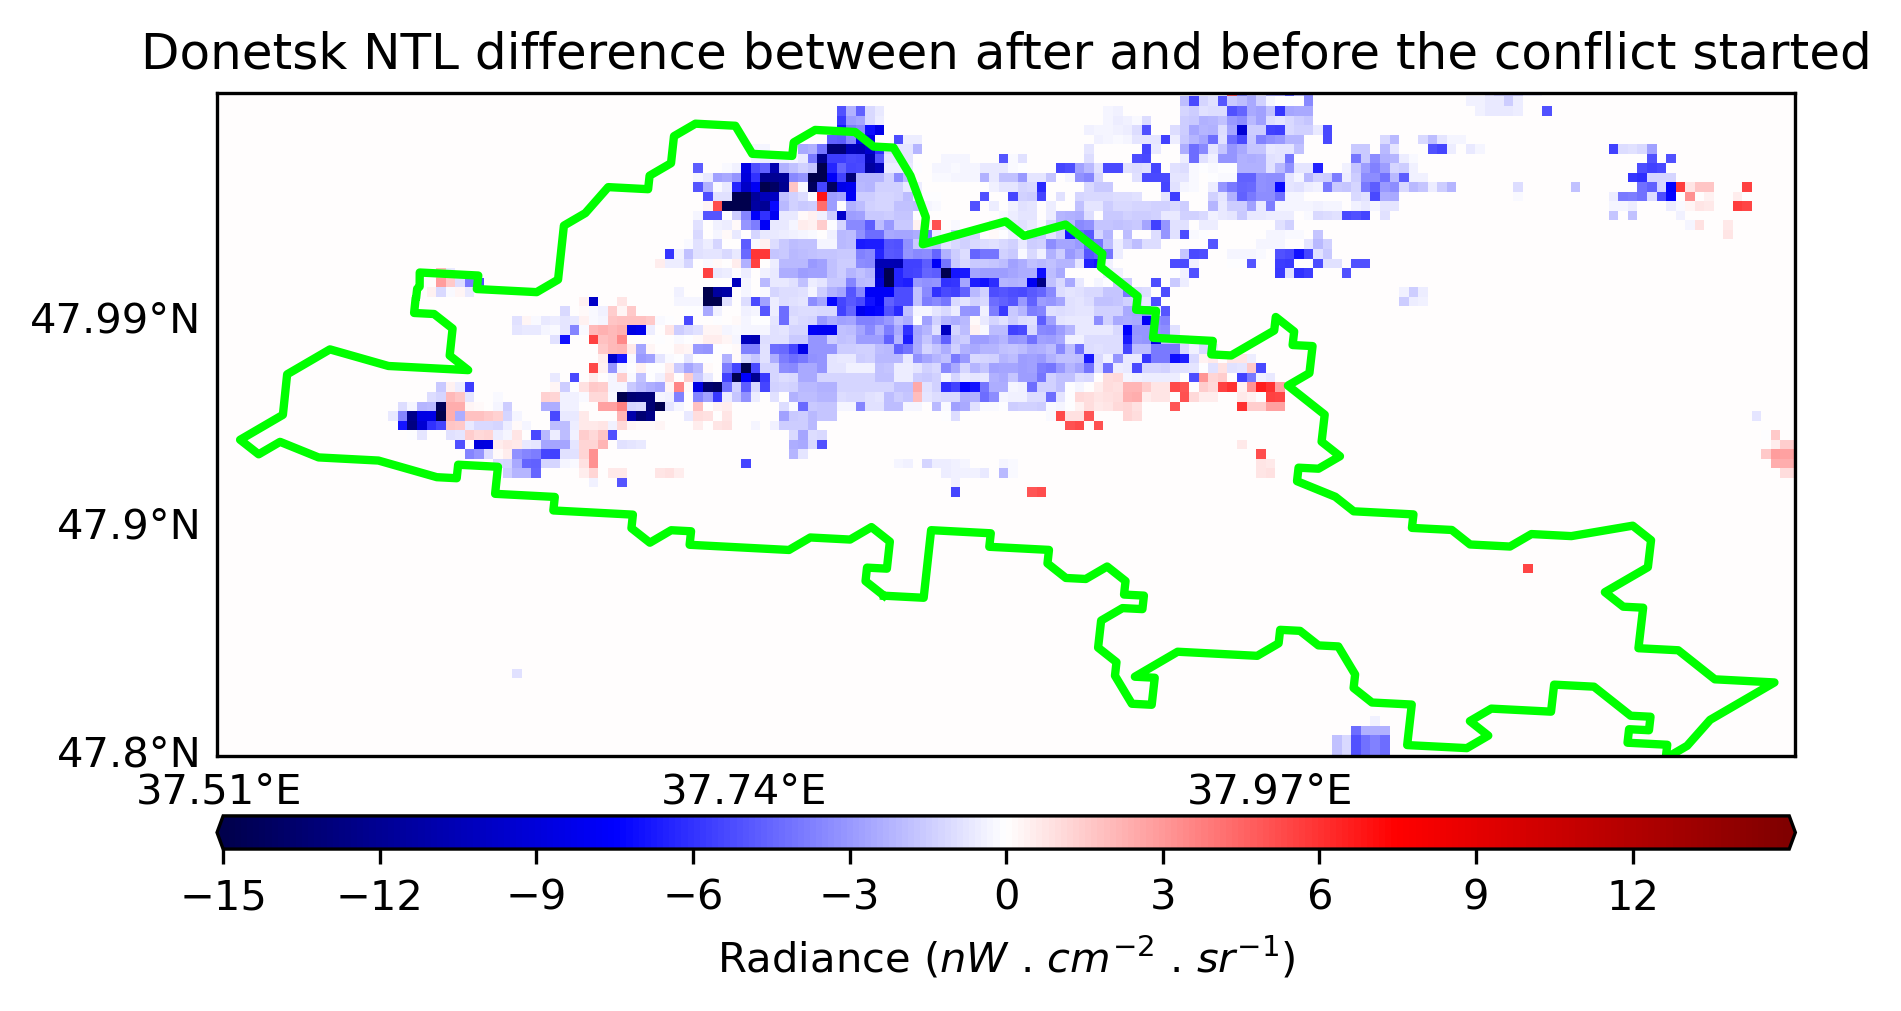 Donetsk NTL difference between after and before the conflict started
47.99°N
47.9°N
47.8°N
37.51°E 37.74°E 37.97°E
−15 −12 −9 −6 −3 0 3 6 9 12
Radiance (nW . cm⁻² . sr⁻¹)